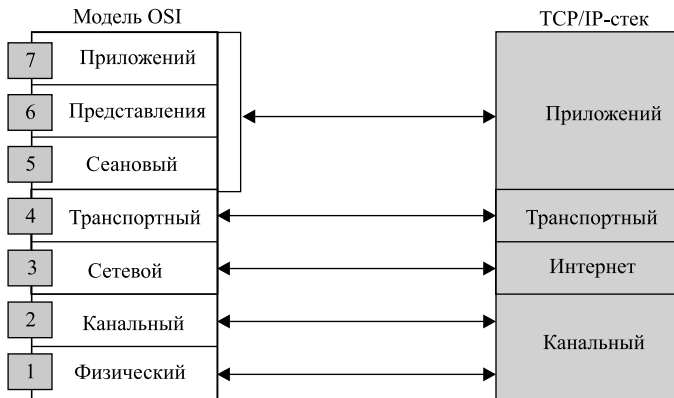 Модель OSI
TCP/IP-стек
7 Приложений
6 Представления
5 Сеановый
Приложений
4 Транспортный
Транспортный
3 Сетевой
Интернет
2 Канальный
Канальный
1 Физический